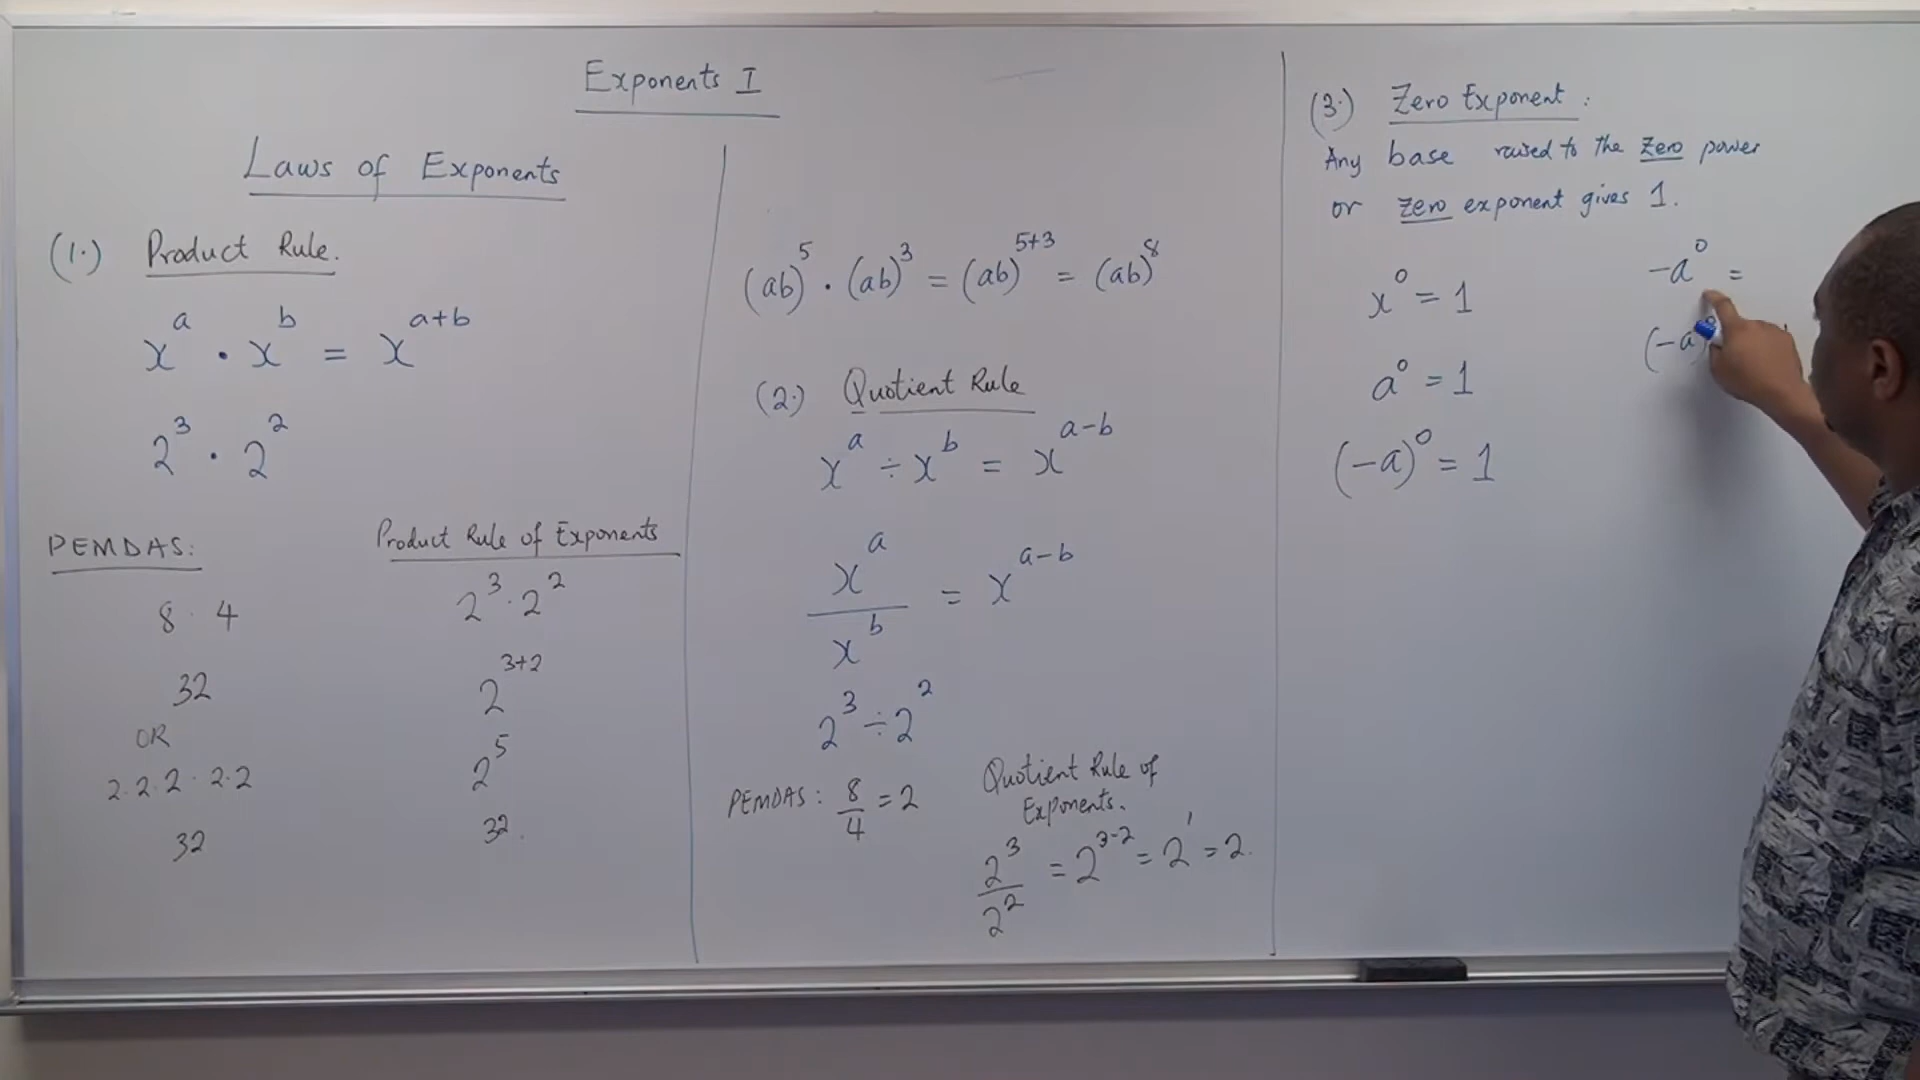 Exponents I
Laws of Exponents
(1.) Product Rule.
x^a · x^b = x^(a+b)
2^3 · 2^2
PEMDAS:
8 · 4
32
OR
2.2.2 · 2.2
32
Product Rule of Exponents
2^3 · 2^2
2^(3+2)
2^5
32.
(ab)^5 · (ab)^3 = (ab)^(5+3) = (ab)^8
(2.) Quotient Rule
x^a ÷ x^b = x^(a-b)
x^a / x^b = x^(a-b)
2^3 ÷ 2^2
PEMDAS: 8/4 = 2
Quotient Rule of
Exponents.
2^3 / 2^2 = 2^(3-2) = 2^1 = 2.
(3.) Zero Exponent:
Any base raised to the Zero power
or zero exponent gives 1.
x^0 = 1
a^0 = 1
(-a)^0 = 1
-a^0 =
(-a)